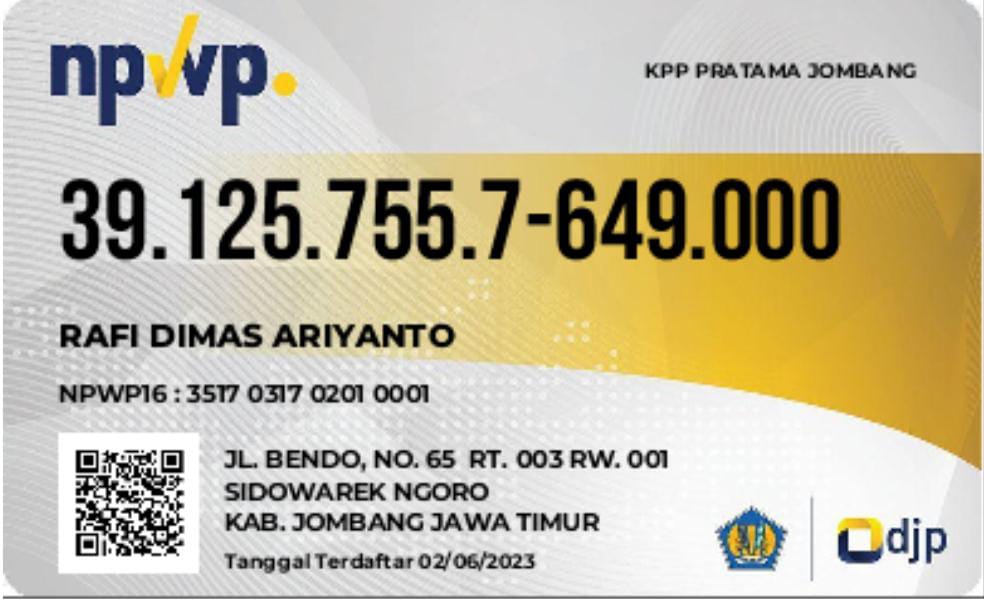 npwp.
KPP PRATAMA JOMBANG
39.125.755.7-649.000
RAFI DIMAS ARIYANTO
NPWP16 : 3517 0317 0201 0001
JL. BENDO, NO. 65 RT. 003 RW. 001
SIDOWAREK NGORO
KAB. JOMBANG JAWA TIMUR
Tanggal Terdaftar 02/06/2023
djp